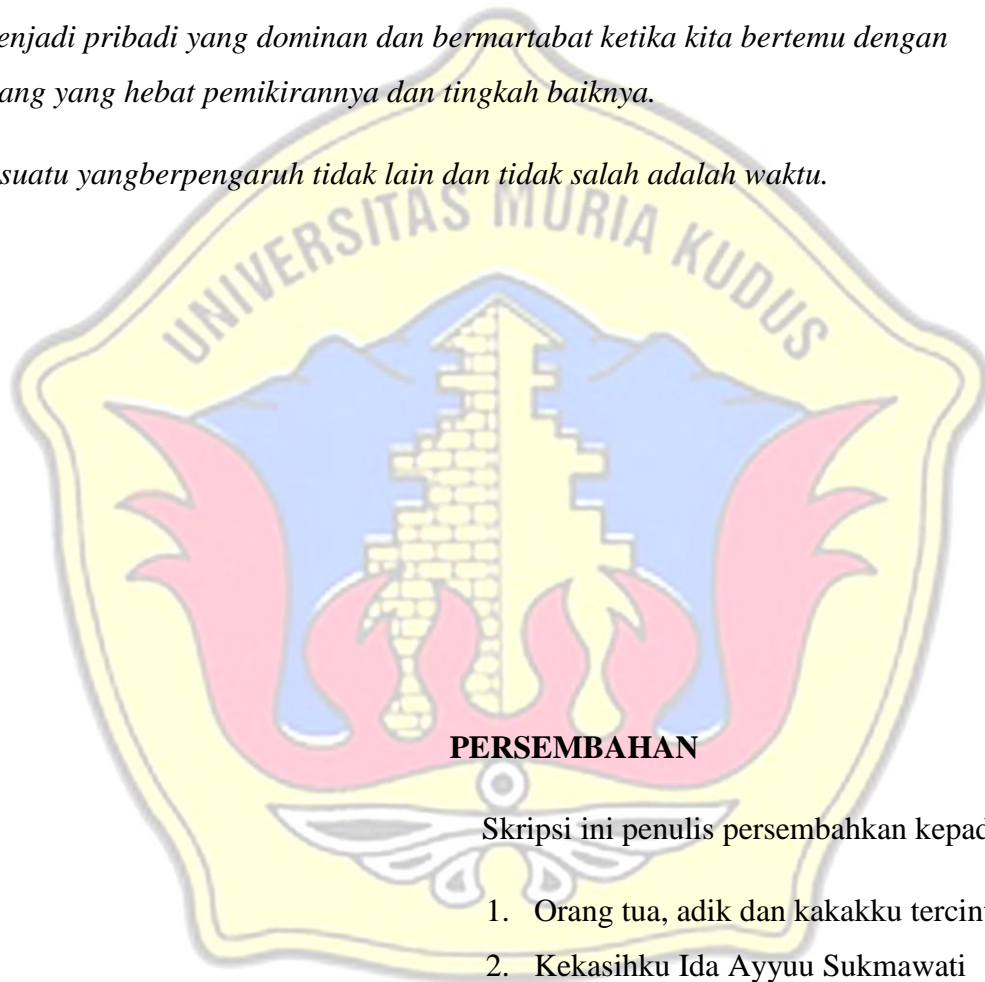 enjadi pribadi yang dominan dan bermartabat ketika kita bertemu dengan
ang yang hebat pemikirannya dan tingkah baiknya.
suatu yangberpengaruh tidak lain dan tidak salah adalah waktu.
UNIVERSITAS MURIA KUDUS
PERSEMBAHAN
Skripsi ini penulis persembahkan kepad
1. Orang tua, adik dan kakakku tercin
2. Kekasihku Ida Ayyuu Sukmawati